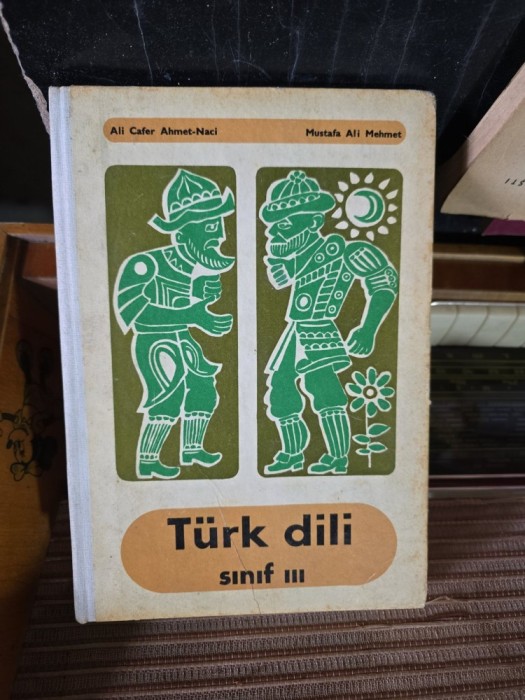 Ali Cafer Ahmet-Naci
Mustafa Ali Mehmet
Türk dili
sınıf III